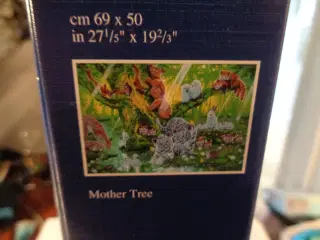 cm 69 x 50
in 27¹/₅" x 19²/₃"
Mother Tree